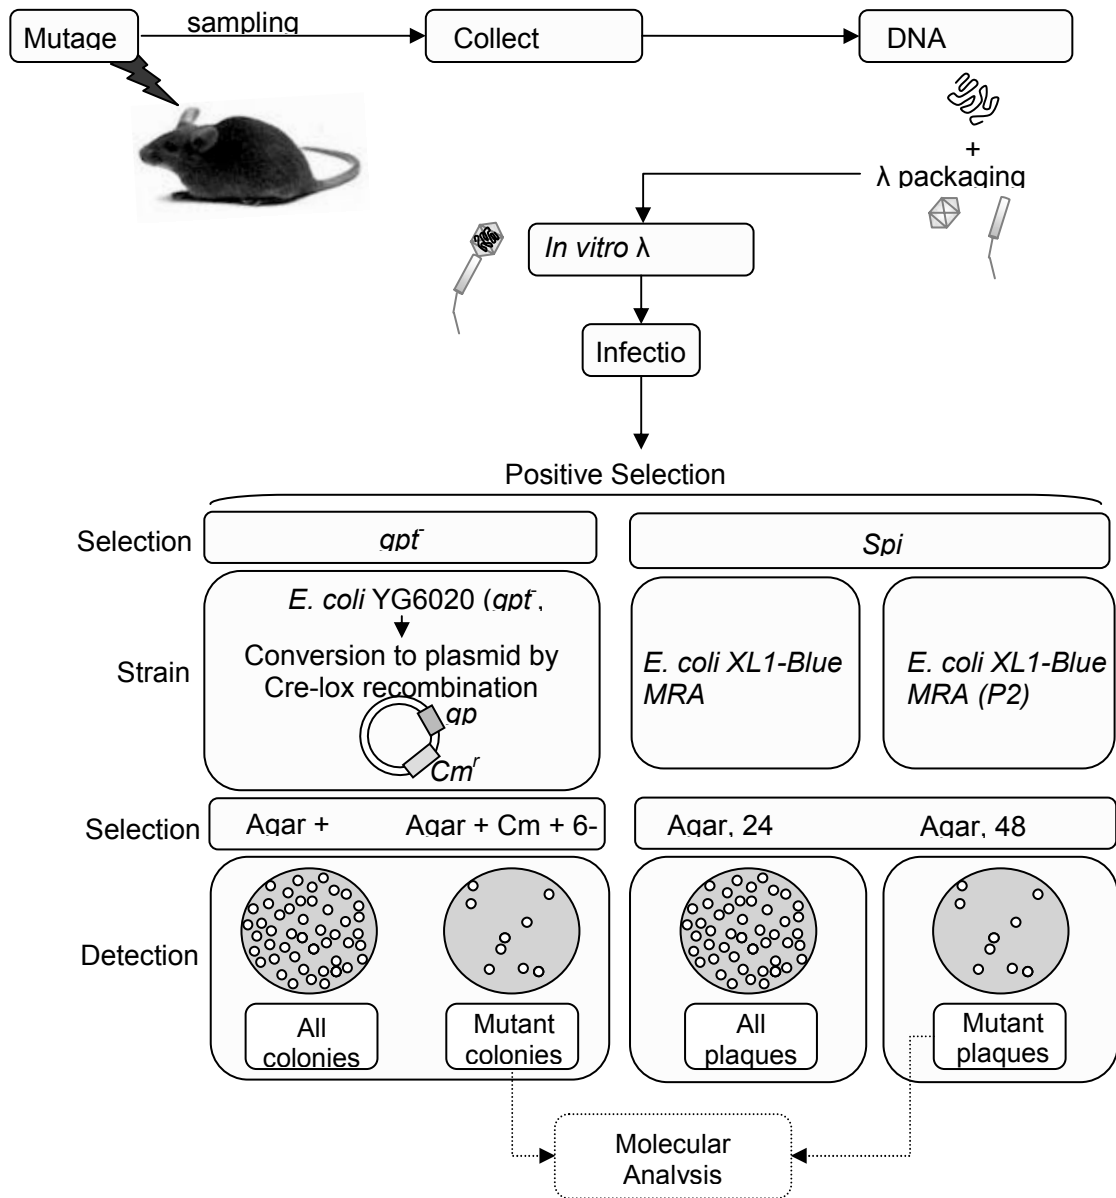 Mutage
sampling
Collect
DNA
+
λ packaging
In vitro λ
Infectio
Positive Selection
Selection
gpt-
Spi
Strain
E. coli YG6020 (gpt-,
Conversion to plasmid by
Cre-lox recombination
gp
Cm^r
E. coli XL1-Blue
MRA
E. coli XL1-Blue
MRA (P2)
Selection
Agar +
Agar + Cm + 6-
Agar, 24
Agar, 48
Detection
All
colonies
Mutant
colonies
All
plaques
Mutant
plaques
Molecular
Analysis